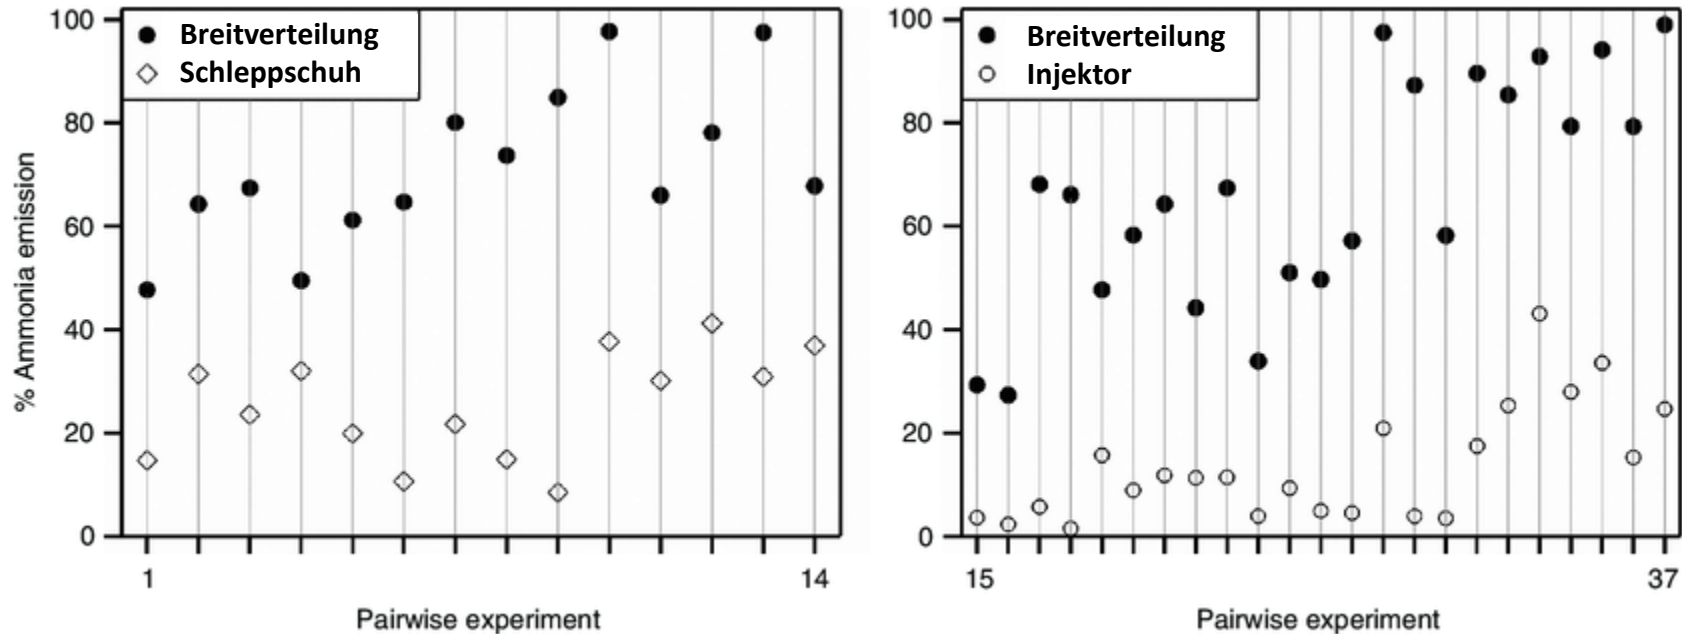 Breitverteilung
Schleppschuh
% Ammonia emission
100
80
60
40
20
0
1
14
Pairwise experiment
Breitverteilung
Injektor
100
80
60
40
20
0
15
37
Pairwise experiment